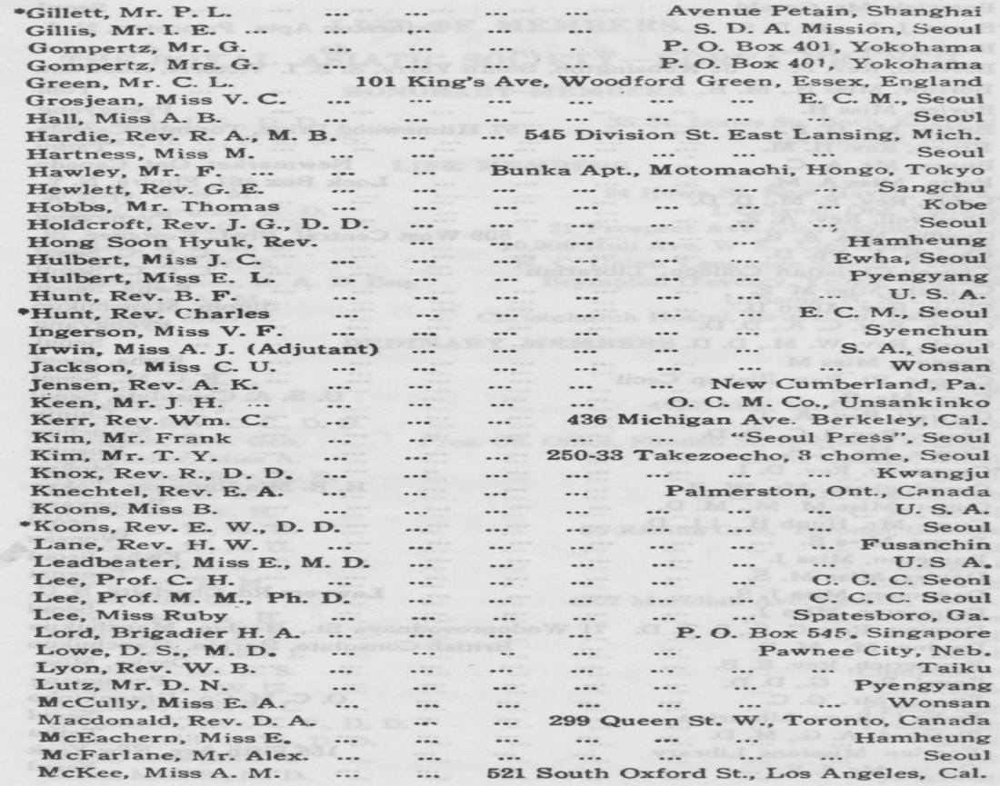 *Gillet, Mr. P. L. ... ... ... ... Avenue Petain, Shinghai
Gillis, Mr. I. E. ... ... ... ... ... S. D. A. Mission, Seoul
Gompertz, Mr. G. ... ... ... ... P. O. Box 401, Yokohama
Gompertz, Mrs. G. ... ... ... ... P. O. Box 401, Yokohama
Green, Mr. C. L. 101 King's Ave, Woodford Green, Essex, England
Grosjean, Miss V. C. ... ... ... ... ... E. C. M. Seoul
Hall, Miss A. B. ... ... ... ... ... ... Seoul
Hardie, Rev. R. A., M. B. ... ... 545 Division St. East Lansing, Mich.
Hartness, Miss M. ... ... ... ... ... ... Seoul
Hawley, Mr. F. ... ... Bunka Apt., Motomachi, Hongo, Tokyo
Hewlett, Rev. G.E. ... ... ... ... ... Sangchu
Hobbs, Mr. Thomas ... ... ... ... ... ... Kobe
Holdcroft, Rev. J. G., D. D. ... ... ... ... ... Seoul
Hong Soon Hyuk, Rev. ... ... ... ... ... Hamheung
Hulbert, Miss J. C. ... ... ... ... ... Ewha, Seoul
Hulbert, Miss E. L. ... ... ... ... ... Pyengyang
Hunt, Rev. B. F. ... ... ... ... ... ... U. S. A.
*Hunt, Rev. Charles ... ... ... ... ... E. C. M. Seoul
Ingerson, Miss V. F. ... ... ... ... ... Syenchun
Irwin, Miss A. J. (Adjutant) ... ... ... ... S. A., Seoul
Jackson, Miss C. U. ... ... ... ... ... Wonsan
Jensen, Rev. A. K. ... ... ... ... New Cumberland, Pa.
Kaeen, Mr. J. H. ... ... ... ... O. C. M. Co., Unsankinko
Kerr, Rev. Wm. C. ... ... ... 436 Michigan Ave. Berkeley, Cal.
Kim, Mr. Frank ... ... ... ... ... "Seoul Press", Seoul
Kim, Mr. T. Y. ... ... ... 250-33 Takezoecho, 3 chome, Seoul
Knox, Rev. R., D. D. ... ... ... ... ... Kwangju
Knechtel, Rev. E. A. ... ... ... ... Palmarston, Ont., Canada
Koons, Miss B. ... ... ... ... ... ... U. S. A.
*Koons, Rev. E. W., D. D. ... ... ... ... ... Seoul
Lane, Rev. H. W. ... ... ... ... ... Fusanchin
Leadbeater, Miss E., M. D. ... ... ... ... ... U.S.A.
Lee, Prof. C. H. ... ... ... ... ... C. C. C. Seoul
Lee, Prof. M. M., Ph. D. ... ... ... ... C. C. C. Seoul
Lee, Miss Ruby ... ... ... ... ... Spatesboro, Ga.
Lord, Brigadier H. A. ... ... ... P. O. Box 545, Singapore
Lowe, D. S., M. D. ... ... ... ... Pawnee City, Neb.
Lyon, Rev. W. B. ... ... ... ... ... ... Taiku
Lutz, Mr. D. N. ... ... ... ... ... Pyengyang
McCully, Miss E. A. ... ... ... ... ... Wonsan
Macdonald, Rev. D. A. ... ... 299 Queen St. W., Toronto, Canada
McEachern, Miss E. ... ... ... ... ... Hamheung
McFarlane, Mr. Alex. ... ... ... ... ... Seoul
McKee, Miss A. M. ... ... 521 South Oxford St., Los Angeles, Cal.